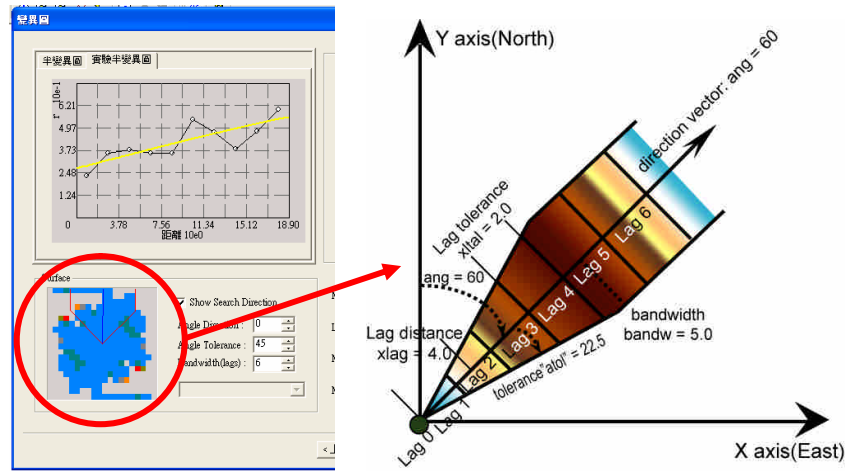 變異圖
半變異圖 實驗半變異圖
r 10e-1
6.21
4.97
3.73
2.48
1.24
0 3.78 7.56 11.34 15.12 18.90
距離 10e0
Surface
Show Search Direction
Angle Direction : 0
Angle Tolerance : 45
Bandwidth(lags) : 6
Y axis(North)
direction vector: ang = 60
Lag tolerance
xltal = 2.0
ang = 60
Lag distance
xlag = 4.0
Lag 0
Lag 1
Lag 2
Lag 3
Lag 4
Lag 5
Lag 6
tolerance"atol" = 22.5
bandwidth
bandw = 5.0
X axis(East)